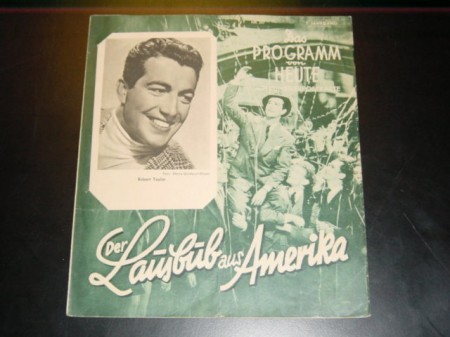 Das
PROGRAMM
von
HEUTE
Robert Taylor
Der
Lausbub aus Amerika